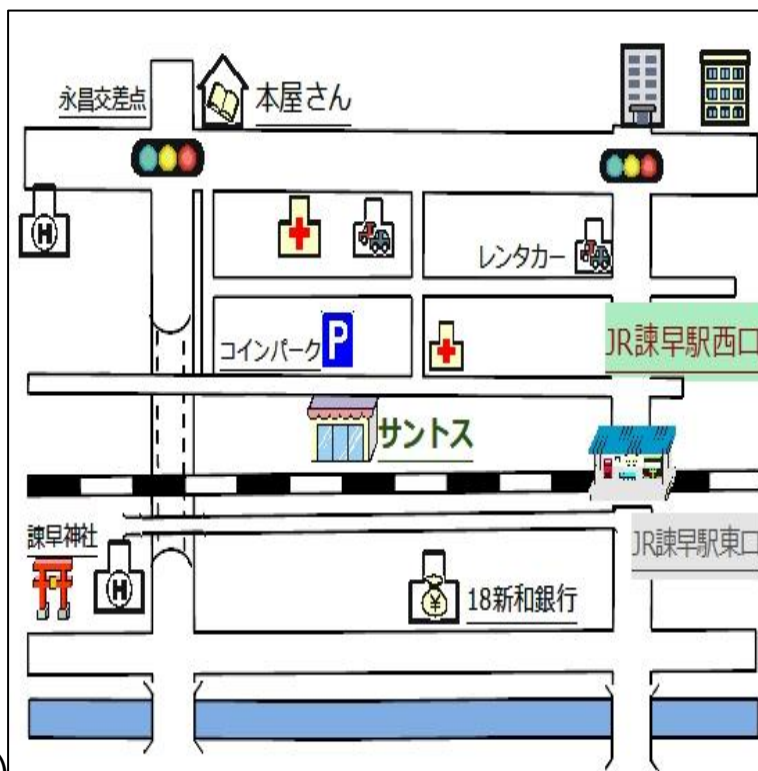 永昌交差点
本屋さん
H
レンタカー
コインパーク
P
JR諫早駅西口
サントス
諫早神社
H
18新和銀行
¥
JR諫早駅東口
)